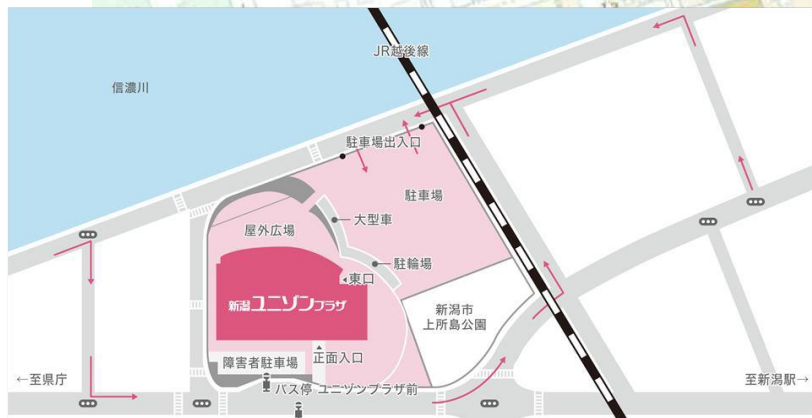 JR越後線
信濃川
駐車場出入口
駐車場
大型車
屋外広場
駐輪場
東口
新潟ユニゾンプラザ
新潟市
上所島公園
障害者駐車場
正面入口
←至県庁
バス停 ユニゾンプラザ前
至新潟駅→